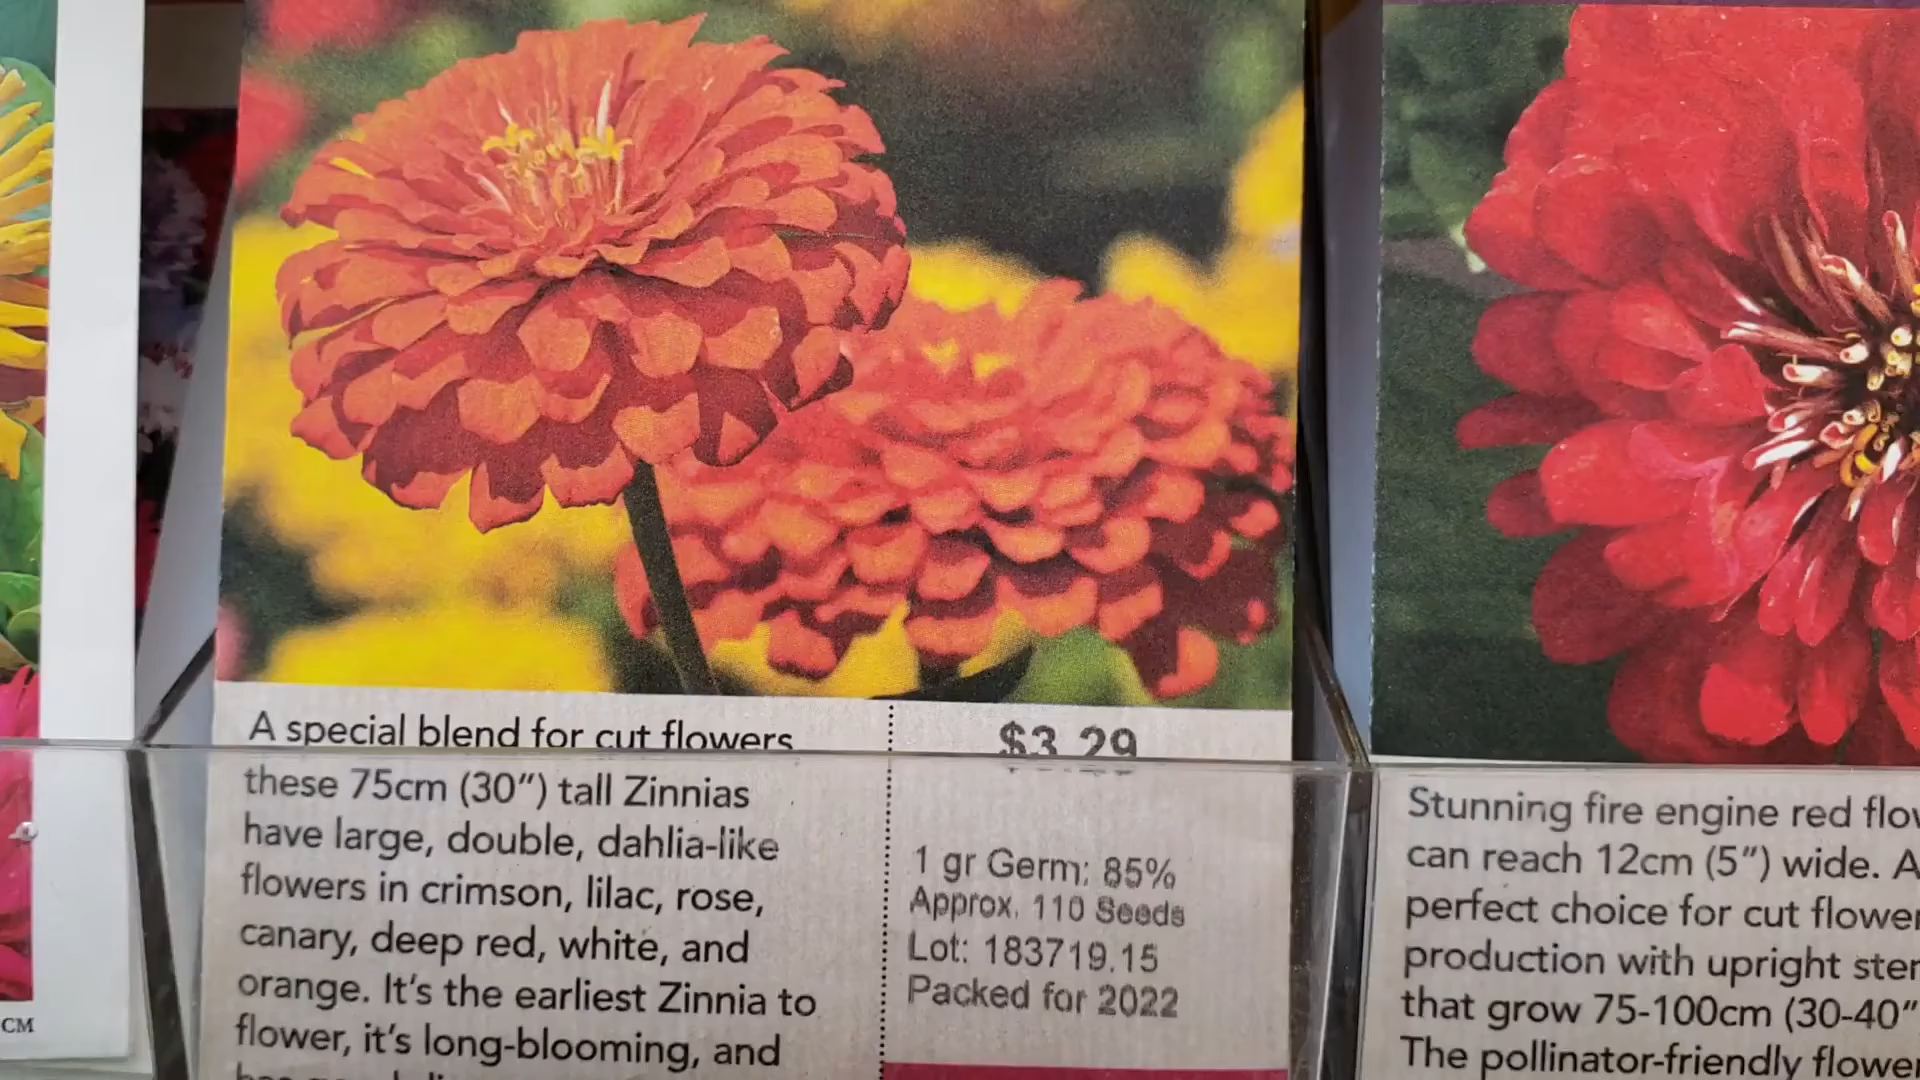 A special blend for cut flowers
these 75cm (30") tall Zinnias
have large, double, dahlia-like
flowers in crimson, lilac, rose,
canary, deep red, white, and
orange. It's the earliest Zinnia to
flower, it's long-blooming, and
$3.29
1 gr Germ: 85%
Approx. 110 Seeds
Lot: 183719.15
Packed for 2022
Stunning fire engine red
can reach 12cm (5") wide. A
perfect choice for cut
production with upright
that grow 75-100cm (30-40"
The pollinator-friendly
CM